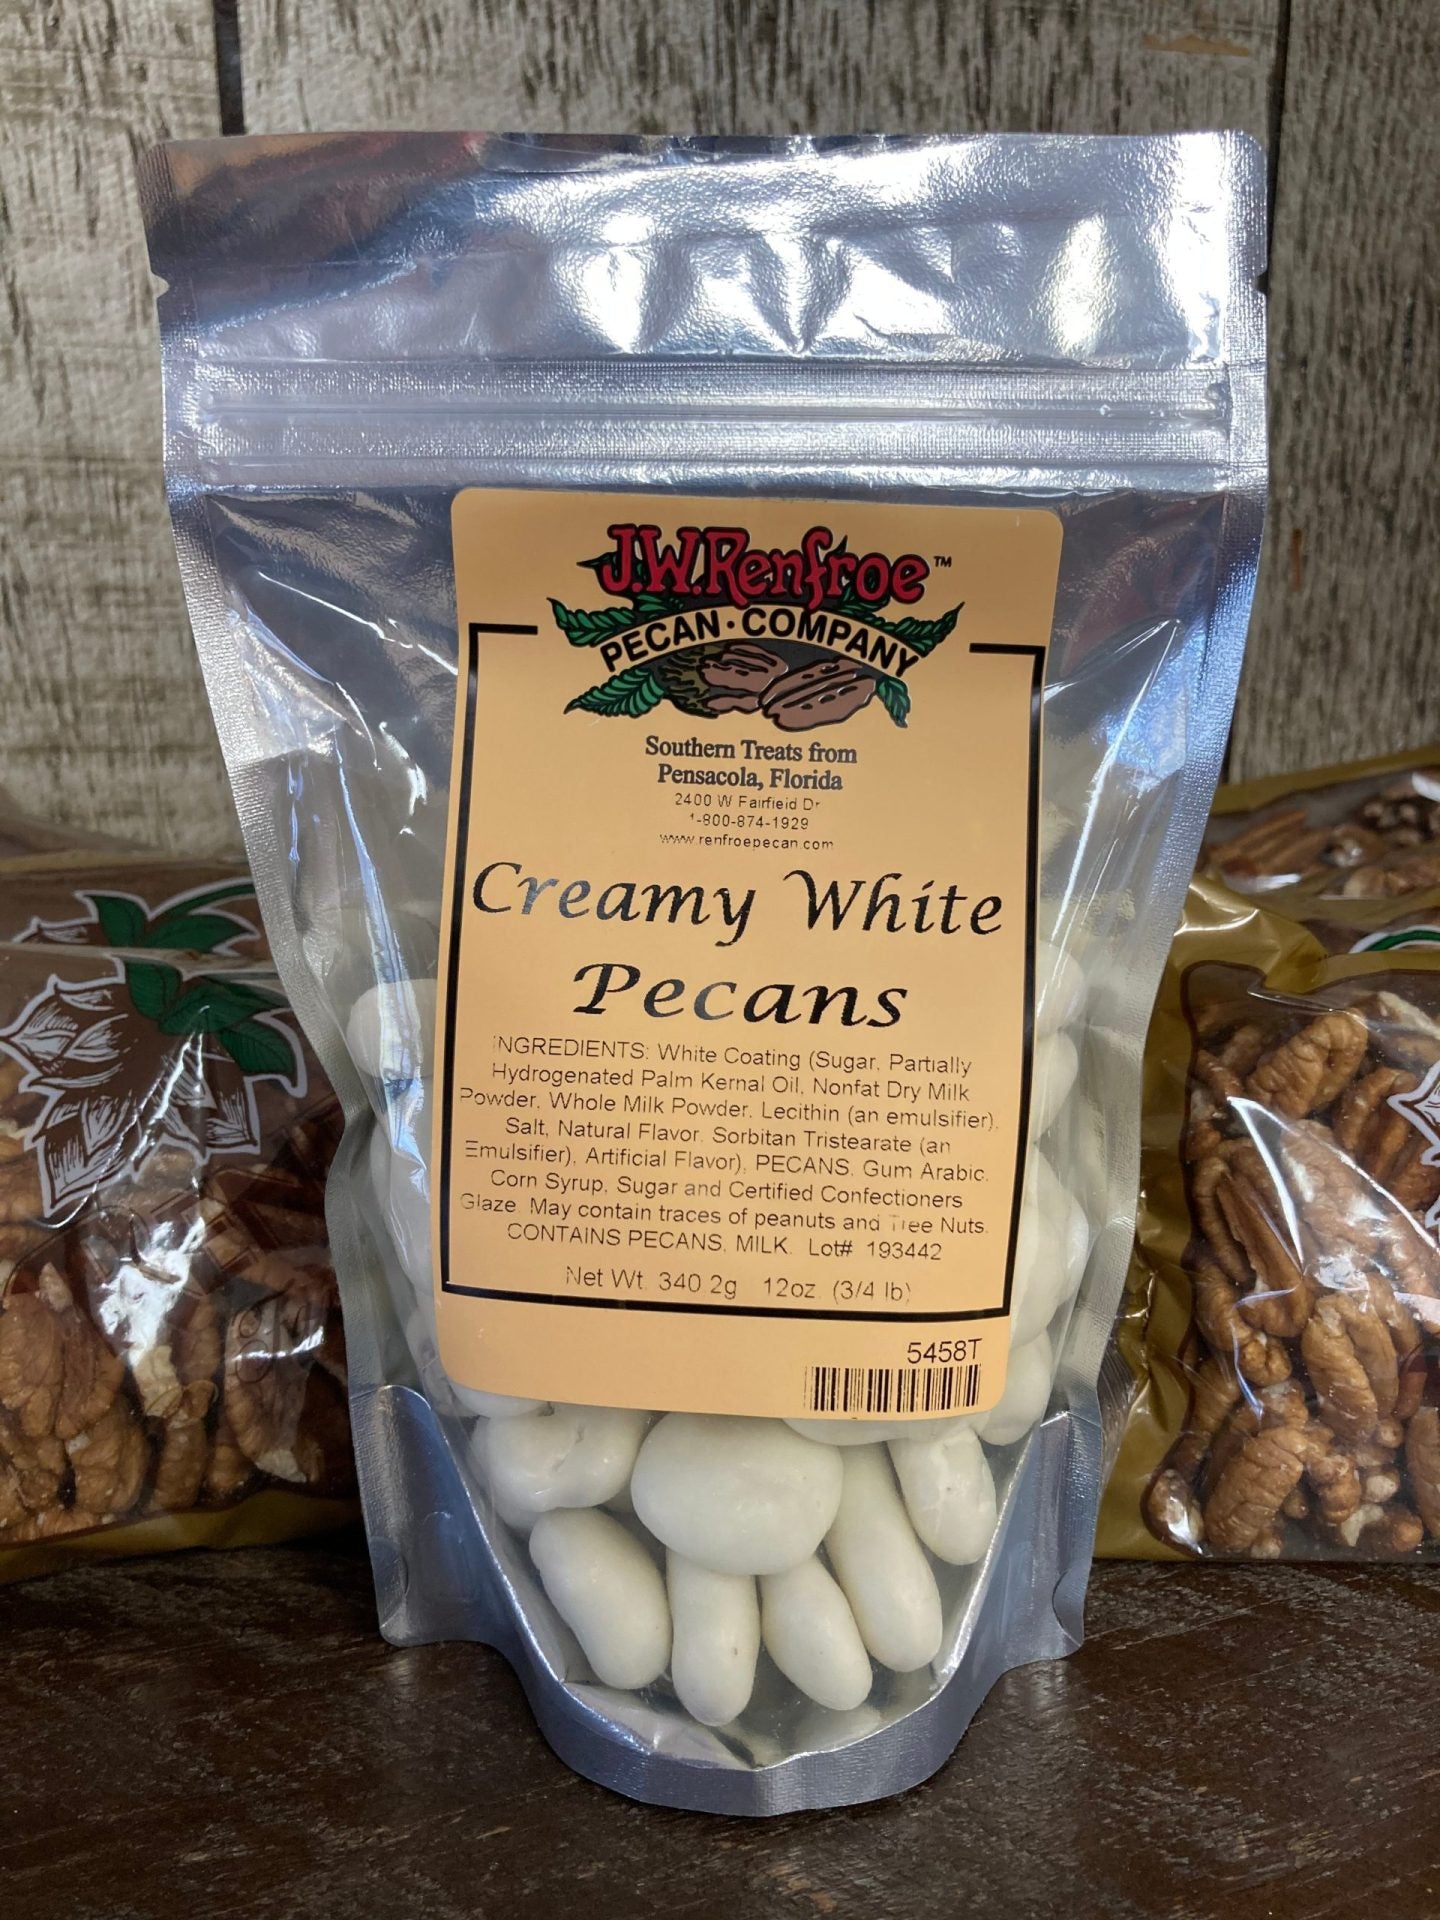 J.W.Renfroe™
PECAN · COMPANY
Southern Treats from
Pensacola, Florida
2400 W Fairfield Dr
1-800-874-1929
www.renfroepecan.com
Creamy White
Pecans
INGREDIENTS: White Coating (Sugar, Partially
Hydrogenated Palm Kernal Oil, Nonfat Dry Milk
Powder, Whole Milk Powder, Lecithin (an emulsifier),
Salt, Natural Flavor, Sorbitan Tristearate (an
Emulsifier), Artificial Flavor), PECANS, Gum Arabic,
Corn Syrup, Sugar and Certified Confectioners
Glaze. May contain traces of peanuts and Tree Nuts.
CONTAINS PECANS, MILK. Lot# 193442
Net Wt. 340.2g 12oz. (3/4 lb)
5458T